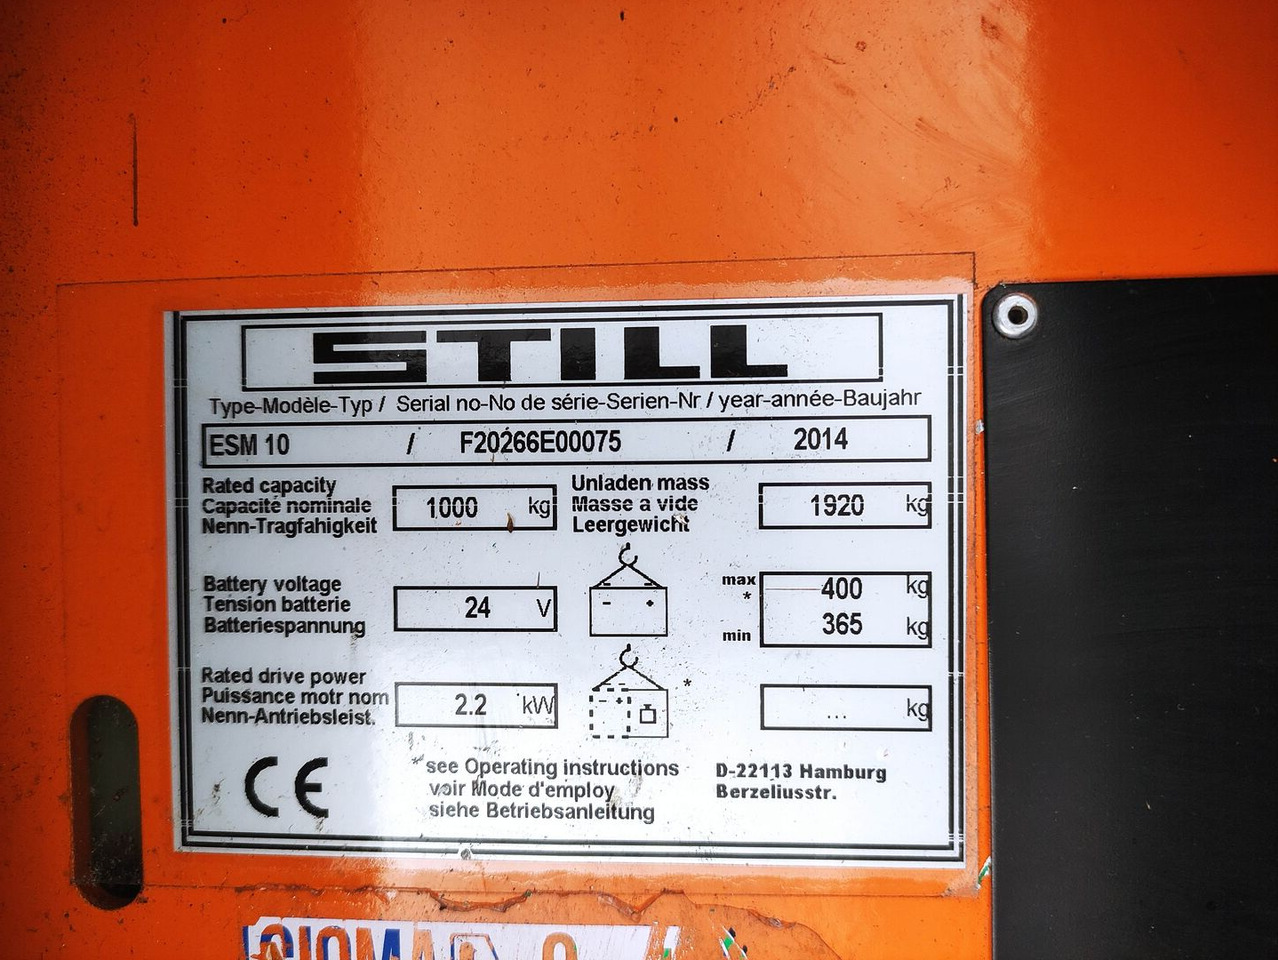 STILL
Type-Modèle-Typ / Serial no-No de série-Serien-Nr / year-année-Baujahr
ESM 10 / F20266E00075 / 2014
Rated capacity
Capacité nominale
Nenn-Tragfahigkeit
1000 kg
Unladen mass
Masse a vide
Leergewicht
1920 kg
Battery voltage
Tension batterie
Batteriespannung
24 V
- +
max
*
min
400 kg
365 kg
Rated drive power
Puissance motr nom
Nenn-Antriebsleist.
2.2 kW
- +
*
... kg
CE
*see Operating instructions
voir Mode d'employ
siehe Betriebsanleitung
D-22113 Hamburg
Berzeliusstr.